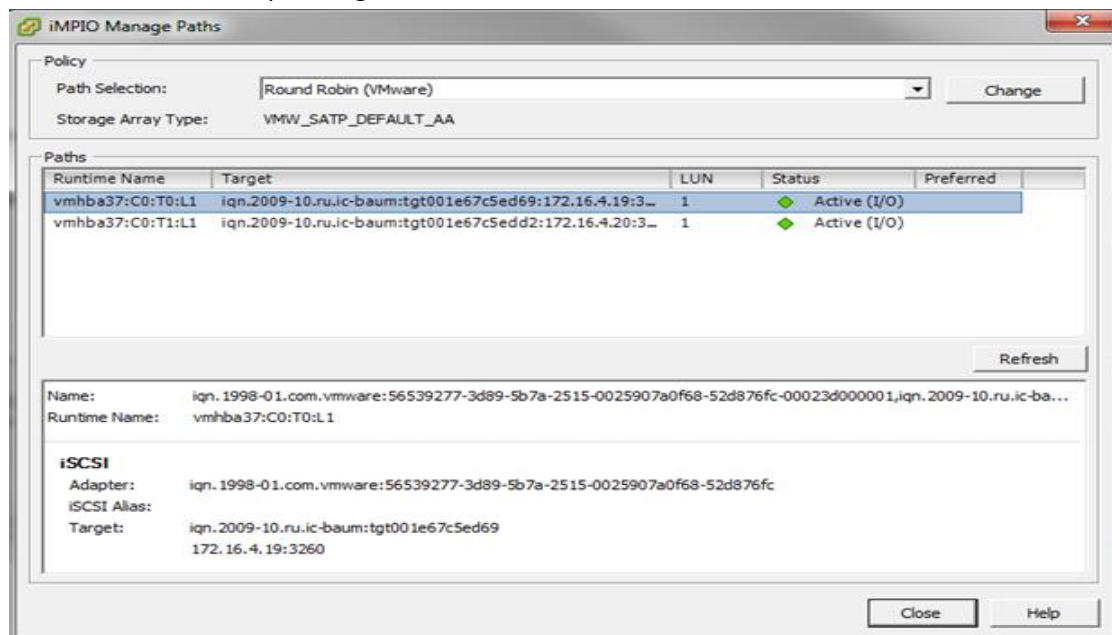 iMPIO Manage Paths
Policy
Path Selection: Round Robin (VMware) Change
Storage Array Type: VMW_SATP_DEFAULT_AA
Paths
Runtime Name Target LUN Status Preferred
vmhba37:C0:T0:L1 iqn.2009-10.ru.ic-baum:tgt001e67c5ed69:172.16.4.19:3... 1 Active (I/O)
vmhba37:C0:T1:L1 iqn.2009-10.ru.ic-baum:tgt001e67c5edd2:172.16.4.20:3... 1 Active (I/O)
Refresh
Name: iqn.1998-01.com.vmware:56539277-3d89-5b7a-2515-0025907a0f68-52d876fc-00023d000001,iqn.2009-10.ru.ic-ba...
Runtime Name: vmhba37:C0:T0:L1
iSCSI
Adapter: iqn.1998-01.com.vmware:56539277-3d89-5b7a-2515-0025907a0f68-52d876fc
iSCSI Alias:
Target: iqn.2009-10.ru.ic-baum:tgt001e67c5ed69
172.16.4.19:3260
Close Help